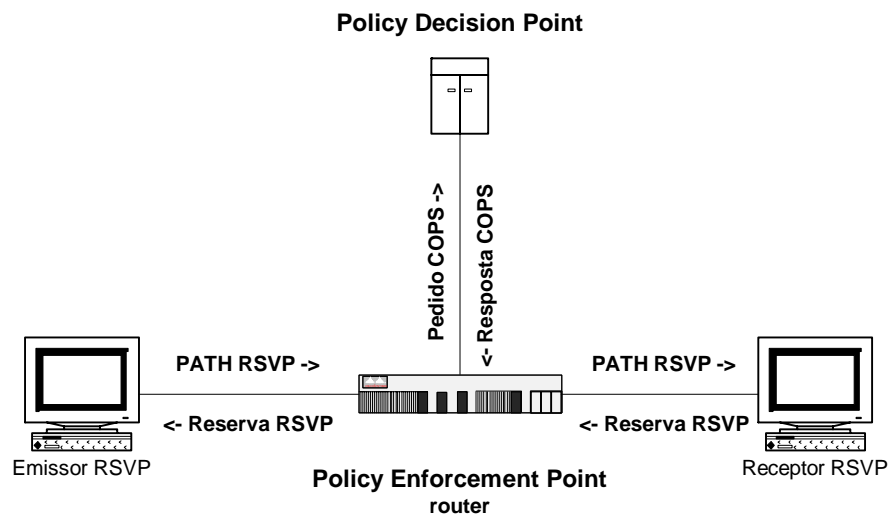 Policy Decision Point
Pedido COPS ->
<- Resposta COPS
PATH RSVP ->
PATH RSVP ->
<- Reserva RSVP
<- Reserva RSVP
Emissor RSVP
Receptor RSVP
Policy Enforcement Point
router